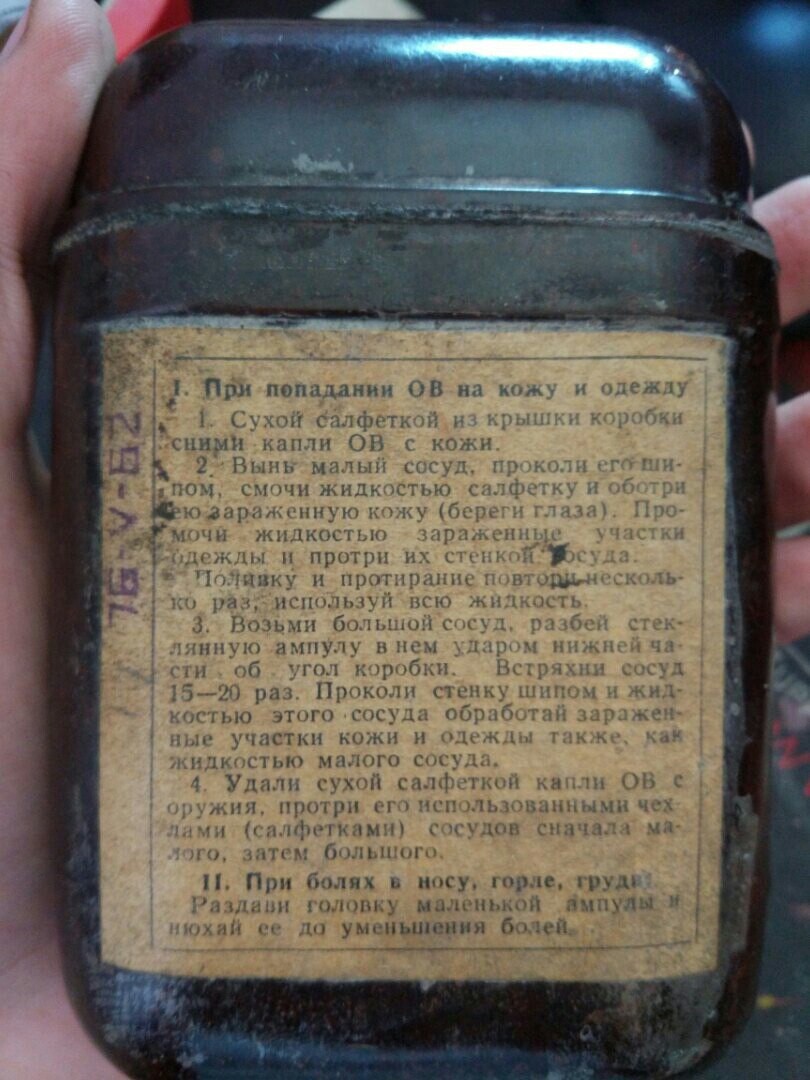 I. При попадании ОВ на кожу и одежду
1. Сухой салфеткой из крышки коробки
сними капли ОВ с кожи.
2. Вынь малый сосуд, проколи его ши-
пом, смочи жидкостью салфетку и оботри
ею зараженную кожу (береги глаза). Про-
мочи жидкостью зараженные участки
одежды и протри их стенкой сосуда.
Поливку и протирание повтори несколь-
ко раз, используй всю жидкость.
3. Возьми большой сосуд, разбей стек-
лянную ампулу в нем ударом нижней ча-
сти об угол коробки. Встряхни сосуд
15—20 раз. Проколи стенку шипом и жид-
костью этого сосуда обработай заражен-
ные участки кожи и одежды также, как
жидкостью малого сосуда.
4. Удали сухой салфеткой капли ОВ с
оружия, протри его использованными чех
лами (салфетками) сосудов сначала ма-
лого, затем большого.
II. При болях в носу, горле, груди
Раздави головку маленькой ампулы и
нюхай ее до уменьшения болей.